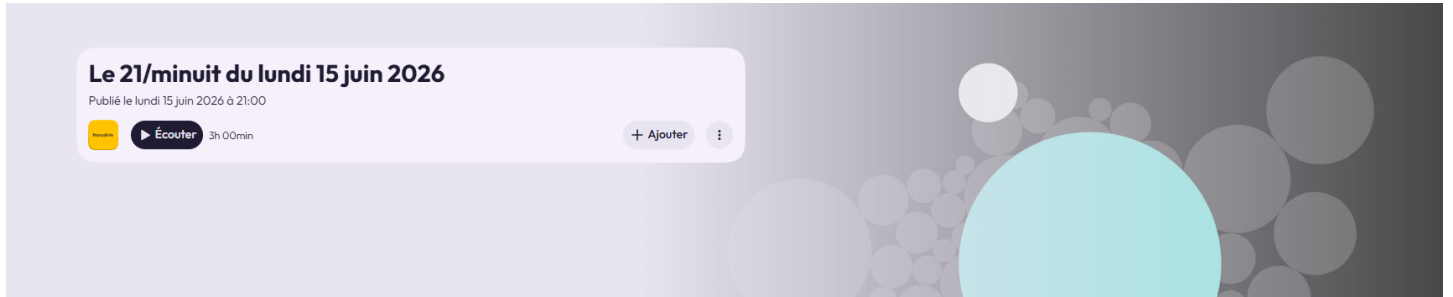 Le 21/minuit du lundi 15 juin 2026
Publié le lundi 15 juin 2026 à 21:00
franceinfo
Écouter
3h 00min
+ Ajouter